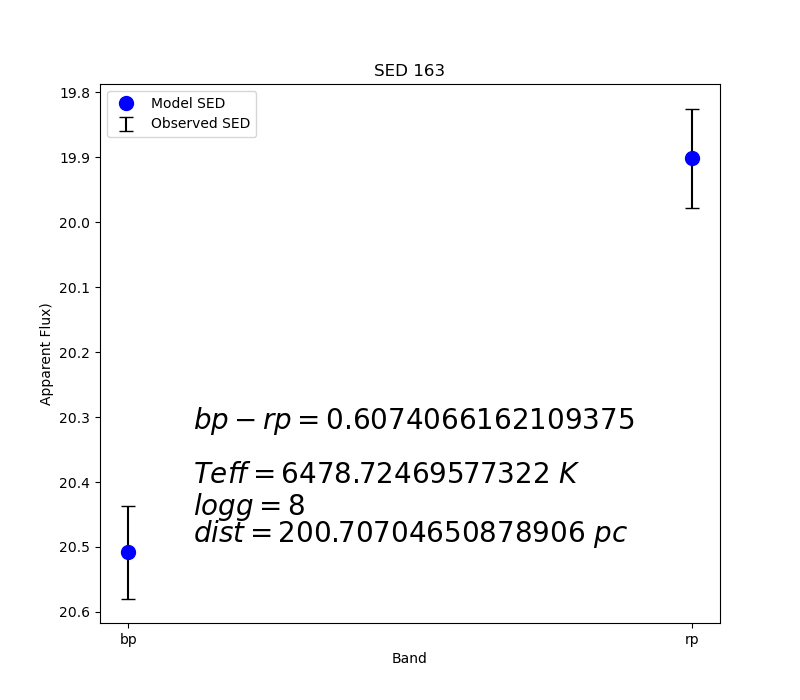 SED 163
Model SED
Observed SED
19.8
19.9
20.0
20.1
20.2
20.3
20.4
20.5
20.6
Apparent Flux)
bp − rp = 0.6074066162109375
Teff = 6478.72469577322 K
logg = 8
dist = 200.70704650878906 pc
bp
rp
Band